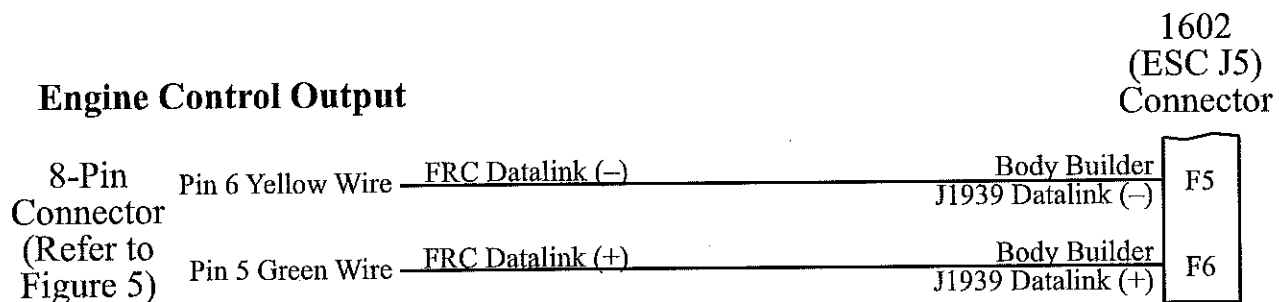 1602
(ESC J5)
Connector
Engine Control Output
8-Pin
Connector
(Refer to
Figure 5)
Pin 6 Yellow Wire
FRC Datalink (–)
Body Builder
J1939 Datalink (–)
F5
Pin 5 Green Wire
FRC Datalink (+)
Body Builder
J1939 Datalink (+)
F6